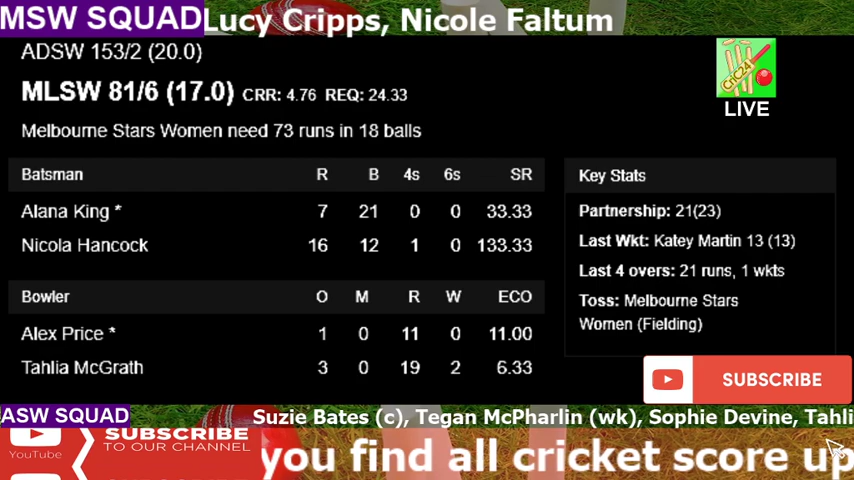 MSW SQUAD Lucy Cripps, Nicole Faltum
ADSW 153/2 (20.0)
MLSW 81/6 (17.0) CRR: 4.76 REQ: 24.33
CriC24
LIVE
Melbourne Stars Women need 73 runs in 18 balls
Batsman R B 4s 6s SR
Alana King * 7 21 0 0 33.33
Nicola Hancock 16 12 1 0 133.33
Bowler O M R W ECO
Alex Price * 1 0 11 0 11.00
Tahlia McGrath 3 0 19 2 6.33
Key Stats
Partnership: 21(23)
Last Wkt: Katey Martin 13 (13)
Last 4 overs: 21 runs, 1 wkts
Toss: Melbourne Stars
Women (Fielding)
SUBSCRIBE
ASW SQUAD Suzie Bates (c), Tegan McPharlin (wk), Sophie Devine, Tahli
YouTube
SUBSCRIBE
TO OUR CHANNEL
you find all cricket score up